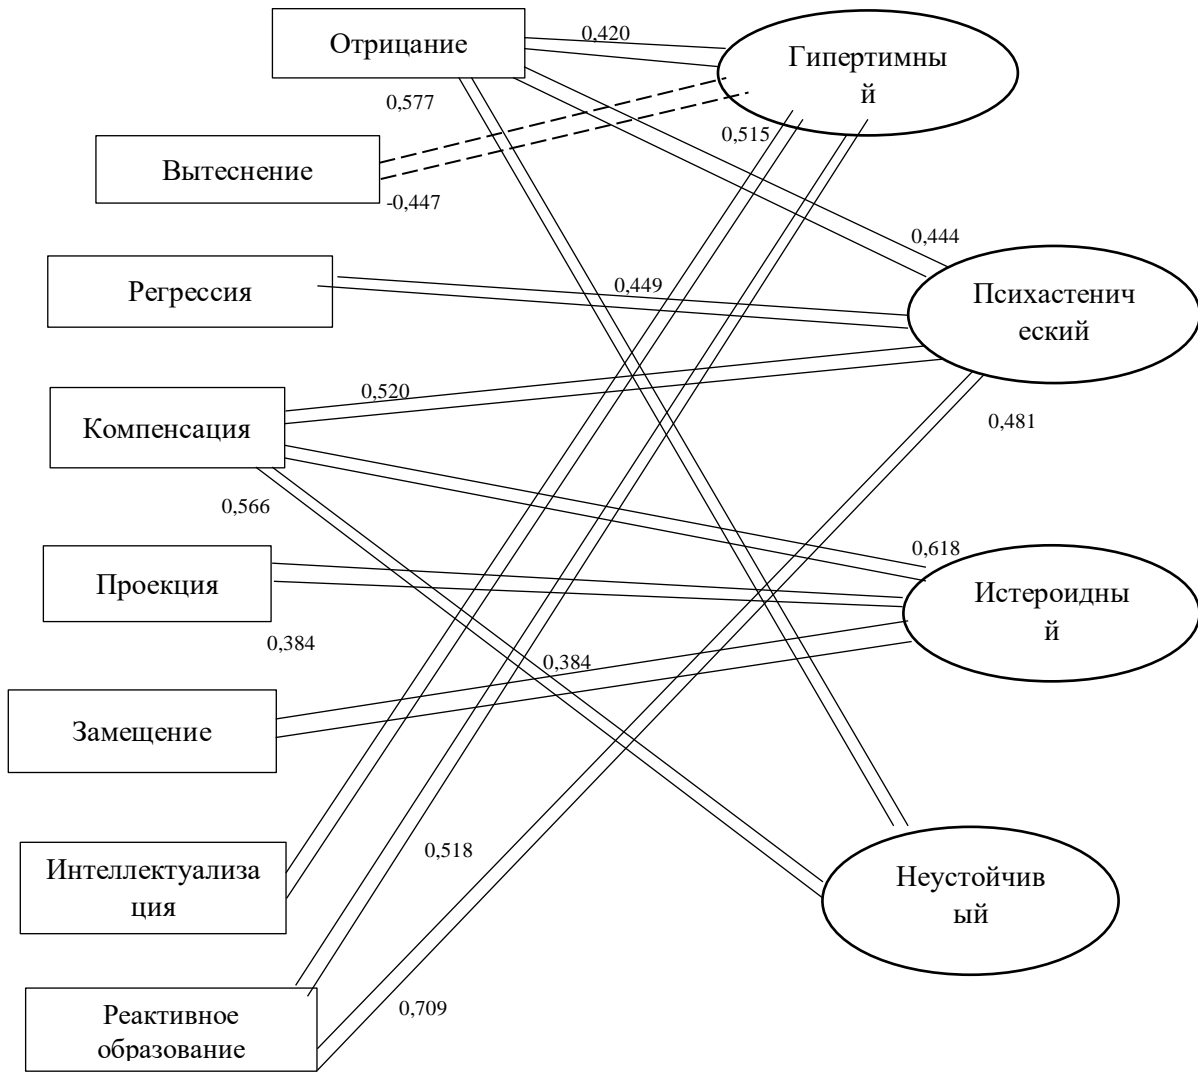 Отрицание
0,420
Гипертимны
й
0,577
0,515
Вытеснение
-0,447
0,444
Регрессия
0,449
Психастенич
еский
0,520
Компенсация
0,481
0,566
0,618
Проекция
Истероидны
й
0,384
0,384
Замещение
0,518
Интеллектуализа
ция
Неустойчив
ый
0,709
Реактивное
образование